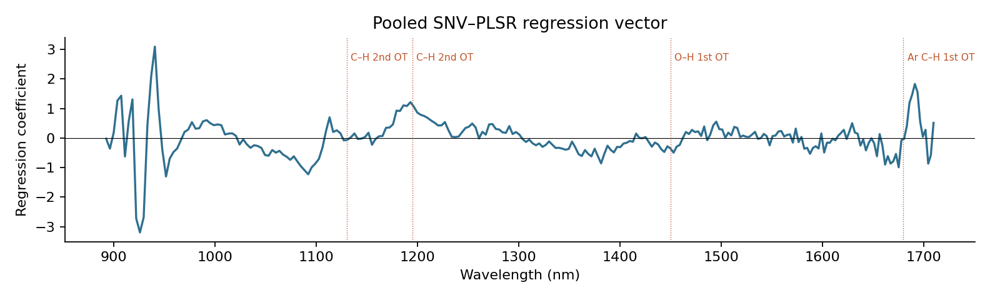 Pooled SNV–PLSR regression vector
C–H 2nd OT
C–H 2nd OT
O–H 1st OT
Ar C–H 1st OT
Regression coefficient
3
2
1
0
−1
−2
−3
900 1000 1100 1200 1300 1400 1500 1600 1700
Wavelength (nm)